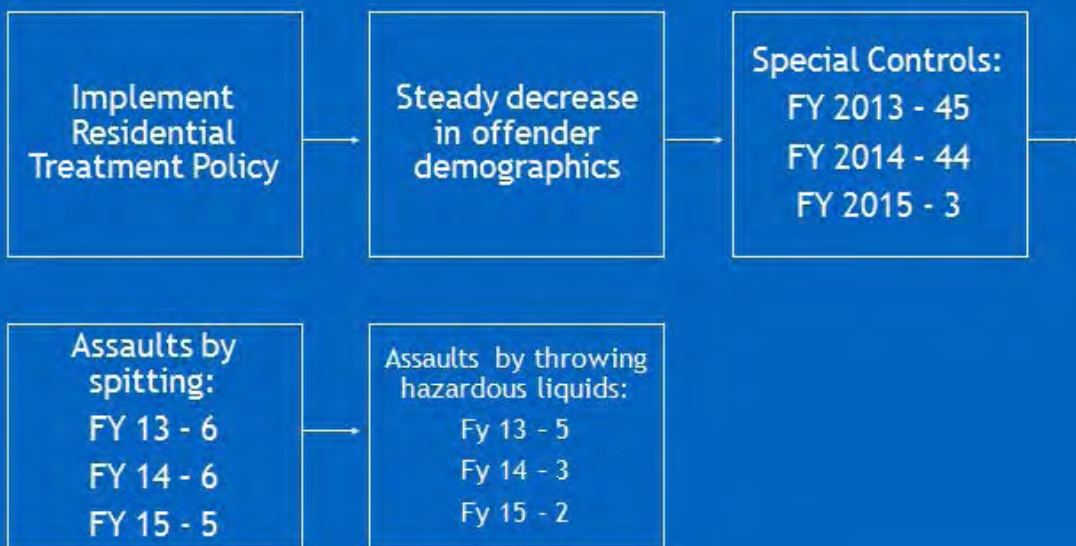 Implement
Residential
Treatment Policy
Steady decrease
in offender
demographics
Special Controls:
FY 2013 - 45
FY 2014 - 44
FY 2015 - 3
Assaults by
spitting:
FY 13 - 6
FY 14 - 6
FY 15 - 5
Assaults by throwing
hazardous liquids:
Fy 13 - 5
Fy 14 - 3
Fy 15 - 2